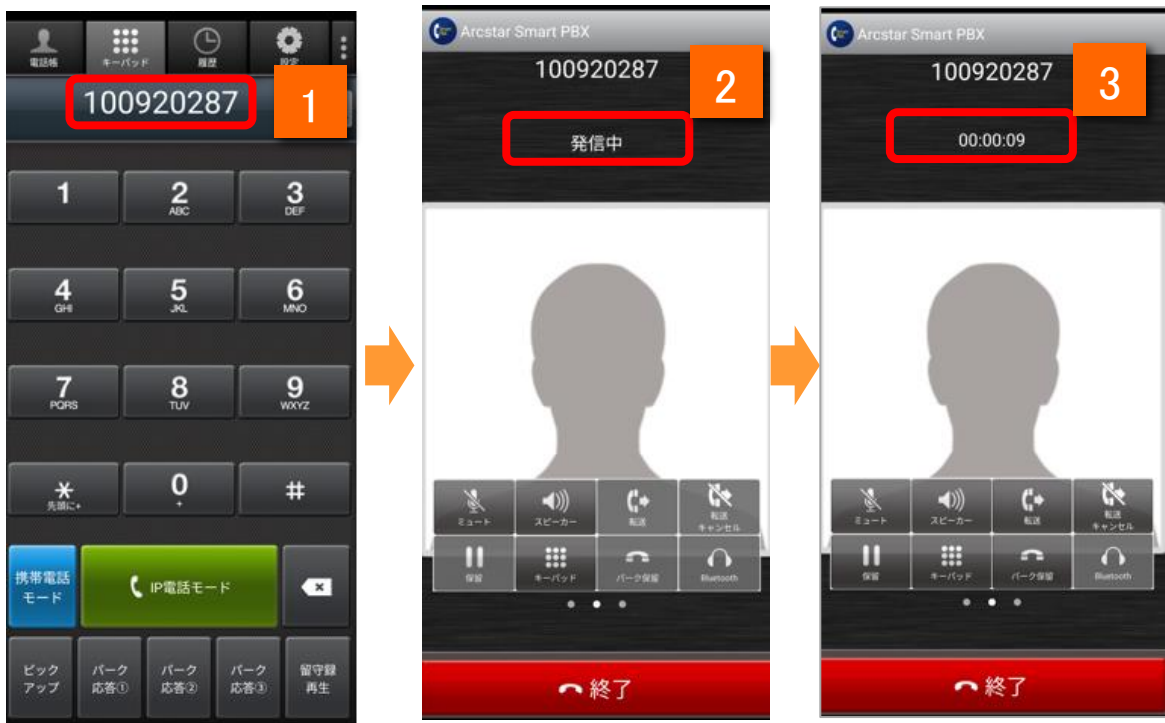 電話帳
キーパッド
履歴
設定
100920287
1
1
2
ABC
3
DEF
4
GHI
5
JKL
6
MNO
7
PQRS
8
TUV
9
WXYZ
*
先頭に+
0
+
#
携帯電話
モード
IP電話モード
ピック
アップ
パーク
応答①
パーク
応答②
パーク
応答③
留守録
再生
Arcstar Smart PBX
100920287
2
発信中
ミュート
スピーカー
転送
転送
キャンセル
保留
キーパッド
パーク保留
Bluetooth
終了
Arcstar Smart PBX
100920287
3
00:00:09
ミュート
スピーカー
転送
転送
キャンセル
保留
キーパッド
パーク保留
Bluetooth
終了